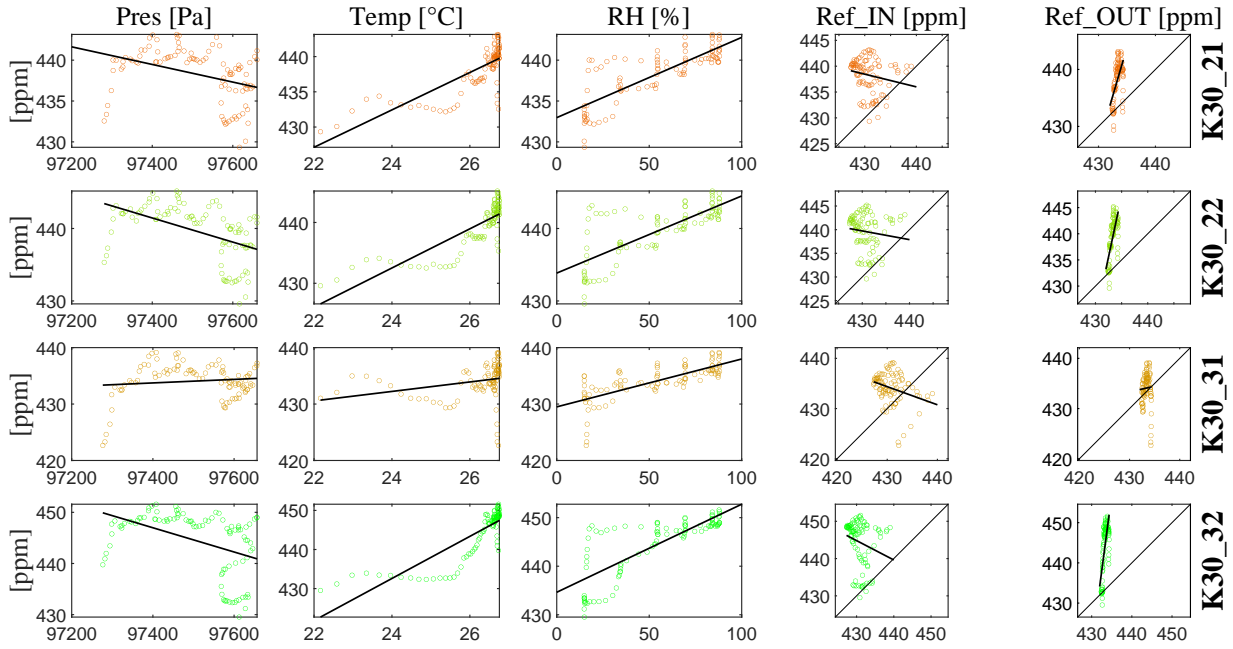 Pres [Pa] Temp [°C] RH [%] Ref_IN [ppm] Ref_OUT [ppm]
[ppm] 440 435 430 97200 97400 97600
440 435 430 22 24 26
440 435 430 0 50 100
445 440 435 430 425 430 440
440 430 430 440
K30_21
[ppm] 440 430 97200 97400 97600
440 430 22 24 26
440 430 0 50 100
445 440 435 430 425 430 440
445 440 435 430 430 440
K30_22
[ppm] 440 430 420 97200 97400 97600
440 430 420 22 24 26
440 430 420 0 50 100
440 430 420 420 430 440
440 430 420 420 430 440
K30_31
[ppm] 450 440 430 97200 97400 97600
450 440 430 22 24 26
450 440 430 0 50 100
450 440 430 430 440 450
450 440 430 430 440 450
K30_32